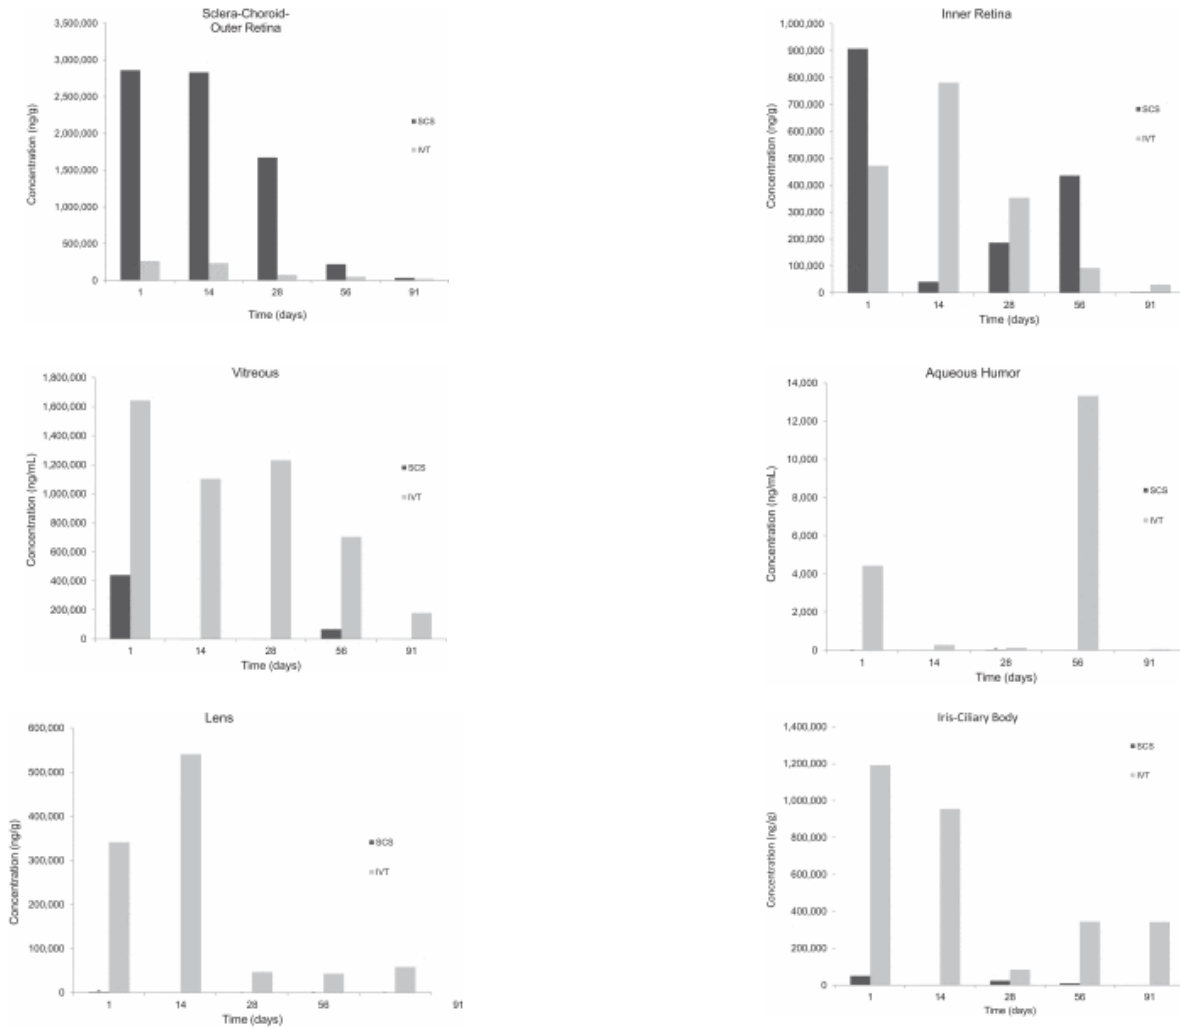 Sclera-Choroid-
Outer Retina
3,500,000
3,000,000
2,500,000
2,000,000
1,500,000
1,000,000
500,000
0
Concentration (ng/g)
SCS
IVT
1 14 28 56 91
Time (days)
Inner Retina
1,000,000
900,000
800,000
700,000
600,000
500,000
400,000
300,000
200,000
100,000
0
Concentration (ng/g)
SCS
IVT
1 14 28 56 91
Time (days)
Vitreous
1,800,000
1,600,000
1,400,000
1,200,000
1,000,000
800,000
600,000
400,000
200,000
0
Concentration (ng/mL)
SCS
IVT
1 14 28 56 91
Time (days)
Aqueous Humor
14,000
12,000
10,000
8,000
6,000
4,000
2,000
0
Concentration (ng/mL)
SCS
IVT
1 14 28 56 91
Time (days)
Lens
600,000
500,000
400,000
300,000
200,000
100,000
0
Concentration (ng/g)
SCS
IVT
1 14 28 56 91
Time (days)
Iris-Ciliary Body
1,400,000
1,200,000
1,000,000
800,000
600,000
400,000
200,000
0
Concentration (ng/g)
SCS
IVT
1 14 28 56 91
Time (days)